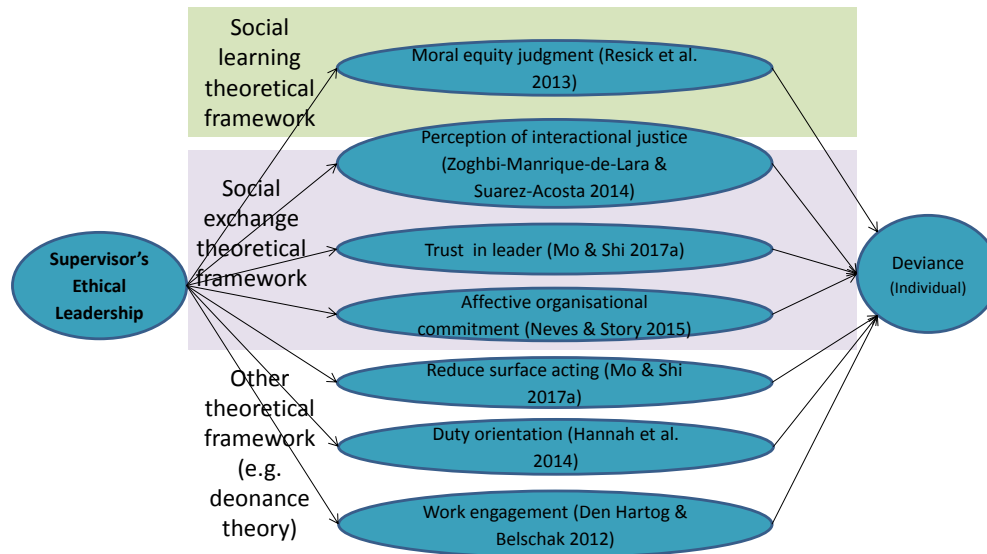 Social
learning
theoretical
framework
Moral equity judgment (Resick et al.
2013)
Perception of interactional justice
(Zoghbi-Manrique-de-Lara &
Suarez-Acosta 2014)
Social
exchange
theoretical
framework
Trust in leader (Mo & Shi 2017a)
Affective organisational
commitment (Neves & Story 2015)
Supervisor's
Ethical
Leadership
Deviance
(Individual)
Reduce surface acting (Mo & Shi
2017a)
Other
theoretical
framework
(e.g.
deonance
theory)
Duty orientation (Hannah et al.
2014)
Work engagement (Den Hartog &
Belschak 2012)